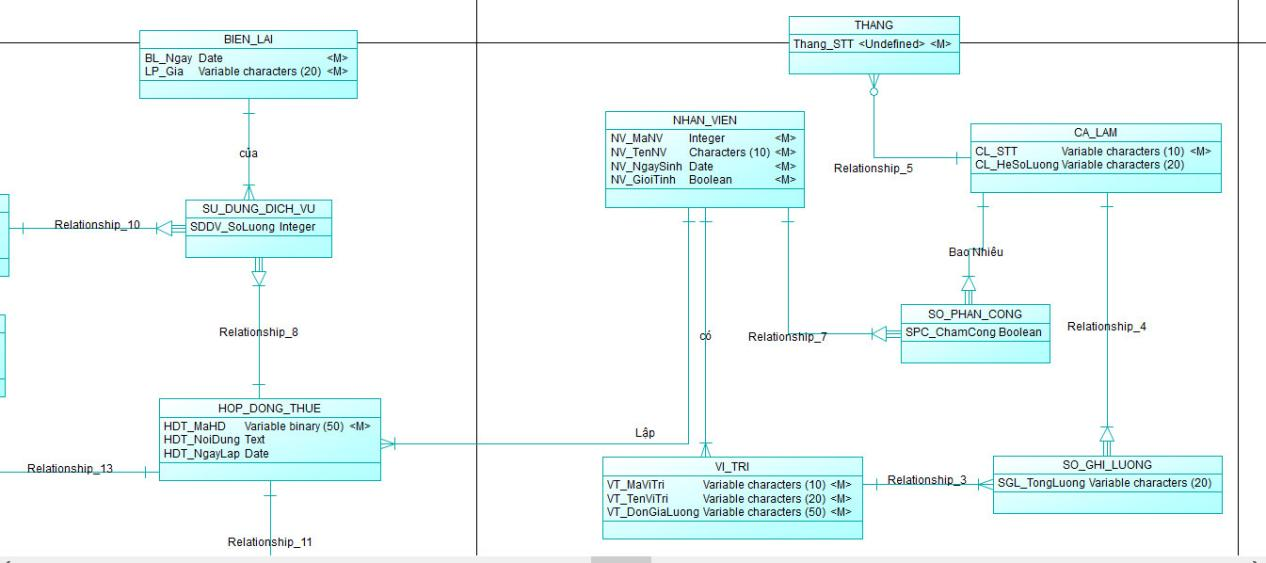 BIEN_LAI
BL_Ngay Date <M>
LP_Gia Variable characters (20) <M>
của
SU_DUNG_DICH_VU
SDDV_SoLuong Integer
Relationship_10
Relationship_8
HOP_DONG_THUE
HDT_MaHD Variable binary (50) <M>
HDT_NoiDung Text
HDT_NgayLap Date
Relationship_13
Relationship_11
THANG
Thang_STT <Undefined> <M>
NHAN_VIEN
NV_MaNV Integer <M>
NV_TenNV Characters (10) <M>
NV_NgaySinh Date <M>
NV_GioiTinh Boolean <M>
Relationship_5
CA_LAM
CL_STT Variable characters (10) <M>
CL_HeSoLuong Variable characters (20)
Bao Nhiêu
SO_PHAN_CONG
SPC_ChamCong Boolean
Relationship_4
có
Relationship_7
Lập
VI_TRI
VT_MaViTri Variable characters (10) <M>
VT_TenViTri Variable characters (20) <M>
VT_DonGiaLuong Variable characters (50) <M>
Relationship_3
SO_GHI_LUONG
SGL_TongLuong Variable characters (20)